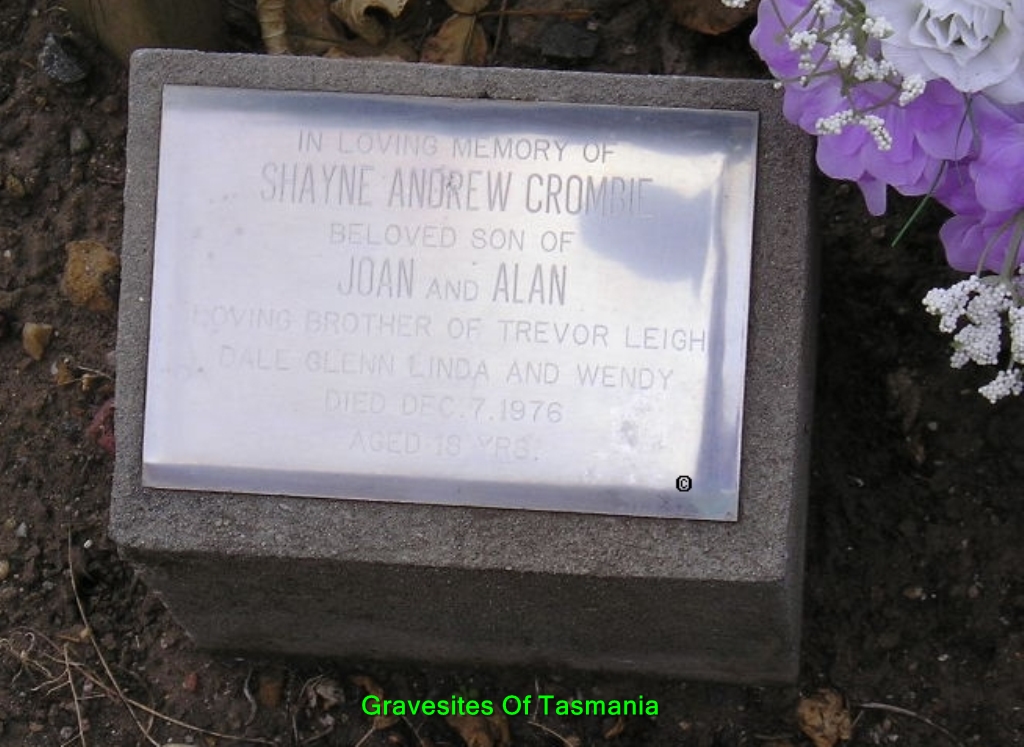 IN LOVING MEMORY OF
SHAYNE ANDREW CROMBIE
BELOVED SON OF
JOAN AND ALAN
LOVING BROTHER OF TREVOR LEIGH
DALE GLENN LINDA AND WENDY
DIED DEC. 7. 1976
AGED 18 YRS.
©
Gravesites Of Tasmania